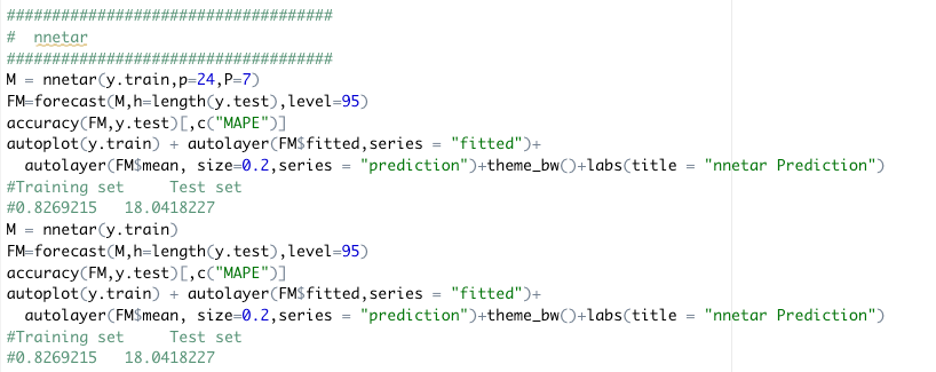 ####################################
#  nnetar
####################################
M = nnetar(y.train,p=24,P=7)
FM=forecast(M,h=length(y.test),level=95)
accuracy(FM,y.test)[,c("MAPE")]
autoplot(y.train) + autolayer(FM$fitted,series = "fitted")+
  autolayer(FM$mean, size=0.2,series = "prediction")+theme_bw()+labs(title = "nnetar Prediction")
#Training set     Test set
#0.8269215   18.0418227
M = nnetar(y.train)
FM=forecast(M,h=length(y.test),level=95)
accuracy(FM,y.test)[,c("MAPE")]
autoplot(y.train) + autolayer(FM$fitted,series = "fitted")+
  autolayer(FM$mean, size=0.2,series = "prediction")+theme_bw()+labs(title = "nnetar Prediction")
#Training set     Test set
#0.8269215   18.0418227